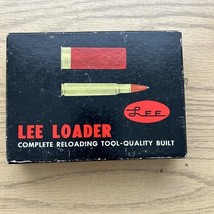 LEE
LEE LOADER
COMPLETE RELOADING TOOL-QUALITY BUILT